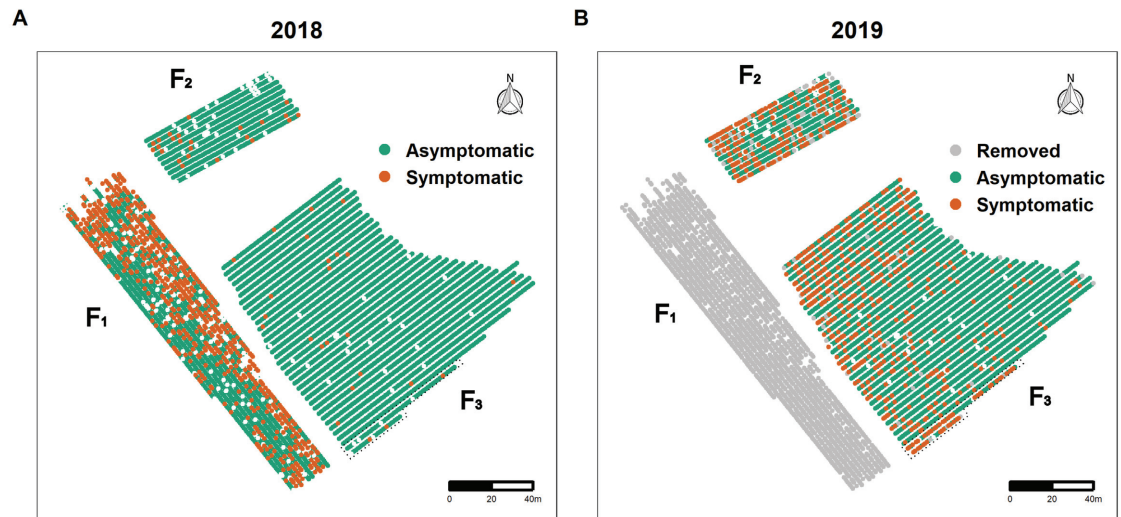 A
2018
F₂
N
Asymptomatic
Symptomatic
F₁
F₃
0 20 40m
B
2019
F₂
N
Removed
Asymptomatic
Symptomatic
F₁
F₃
0 20 40m